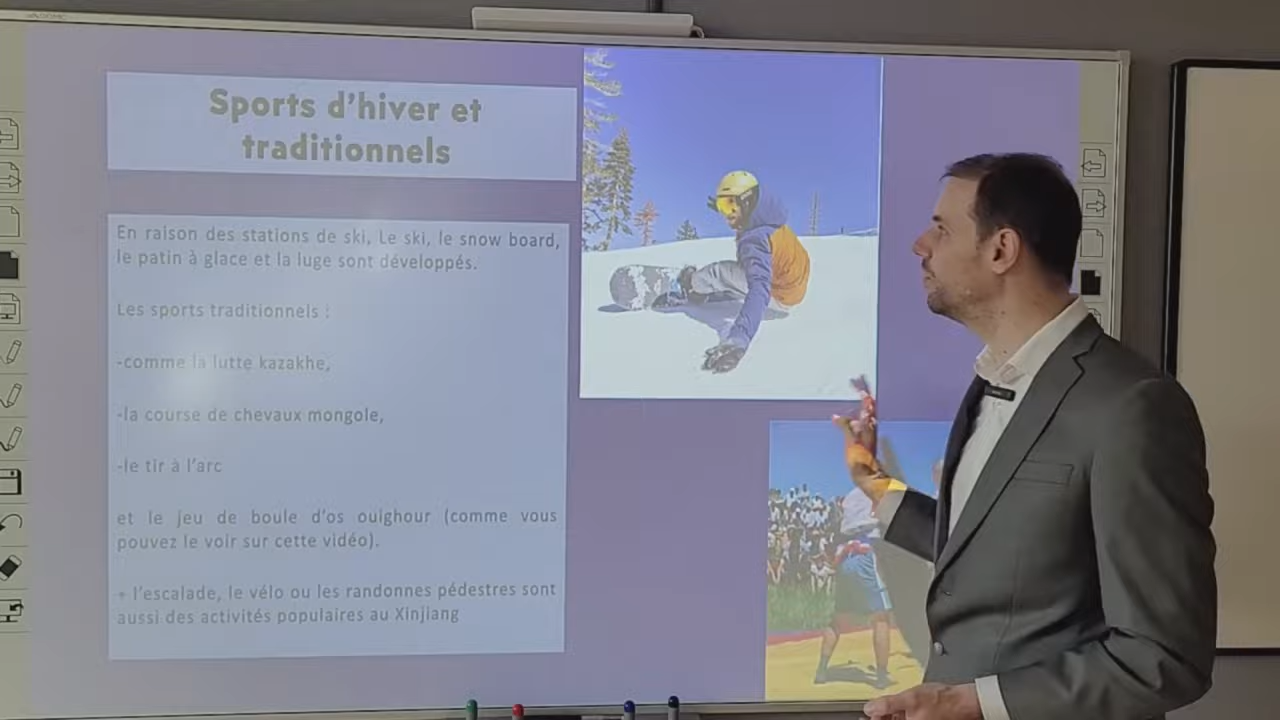 Sports d'hiver et
traditionnels
En raison des stations de ski, Le ski, le snow board,
le patin à glace et la luge sont développés.
Les sports traditionnels :
-comme la lutte kazakhe,
-la course de chevaux mongole,
-le tir à l'arc
et le jeu de boule d'os ouïghour (comme vous
pouvez le voir sur cette vidéo).
+ l'escalade, le vélo ou les randonnes pédestres sont
aussi des activités populaires au Xinjiang